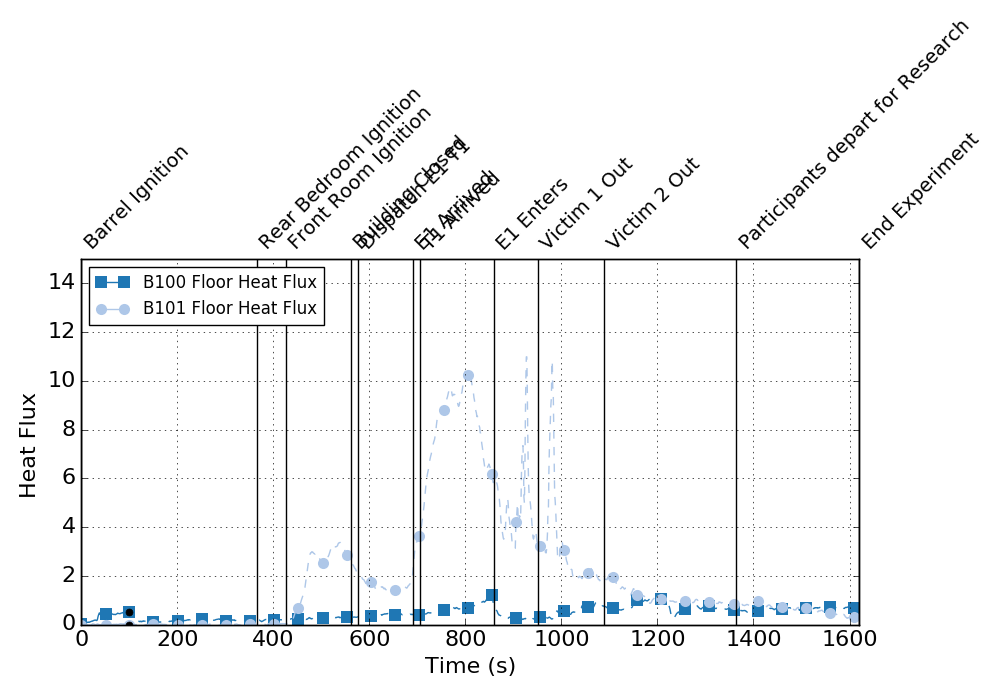 Barrel Ignition
Rear Bedroom Ignition
Front Room Ignition
Building Closed
Dispatch E1 T1
E1 Arrived
T1 Arrived
E1 Enters
Victim 1 Out
Victim 2 Out
Participants depart for Research
End Experiment
B100 Floor Heat Flux
B101 Floor Heat Flux
Heat Flux
14
12
10
8
6
4
2
0
0 200 400 600 800 1000 1200 1400 1600
Time (s)